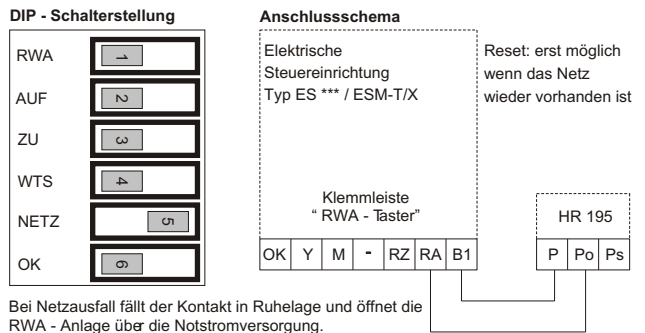 DIP - Schalterstellung
RWA 1
AUF 2
ZU 3
WTS 4
NETZ 5
OK 6
Anschlussschema
Elektrische
Steuereinrichtung
Typ ES *** / ESM-T/X
Klemmleiste
“ RWA - Taster”
OK Y M - RZ RA B1
Reset: erst möglich
wenn das Netz
wieder vorhanden ist
HR 195
P Po Ps
Bei Netzausfall fällt der Kontakt in Ruhelage und öffnet die
RWA - Anlage über die Notstromversorgung.